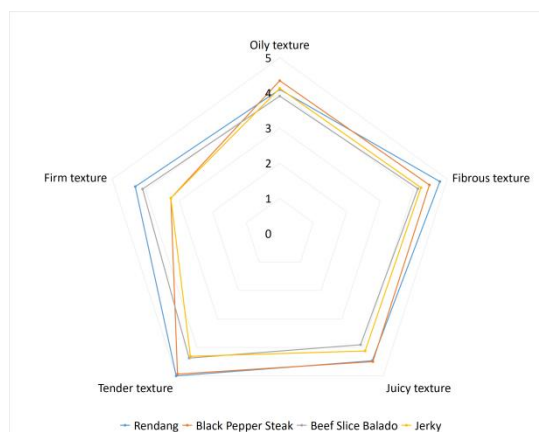 Oily texture
5
4
3
2
1
0
Firm texture
Fibrous texture
Tender texture
Juicy texture
Rendang Black Pepper Steak Beef Slice Balado Jerky